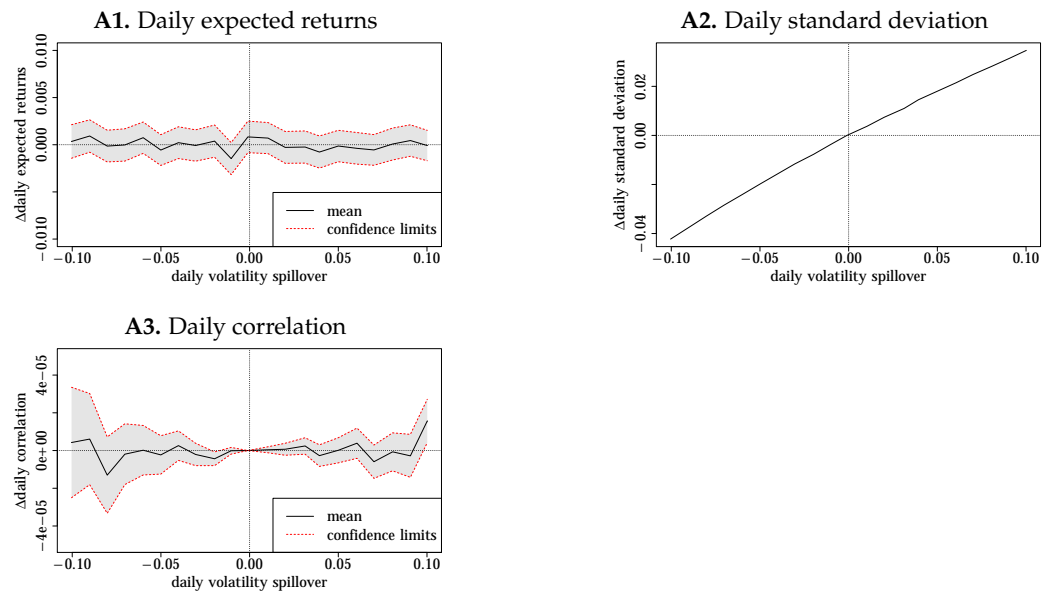 A1. Daily expected returns
Δdaily expected returns
0.010
0.005
0.000
−0.010
−0.10 −0.05 0.00 0.05 0.10
daily volatility spillover
mean
confidence limits
A2. Daily standard deviation
Δdaily standard deviation
0.02
0.00
−0.04
−0.10 −0.05 0.00 0.05 0.10
daily volatility spillover
A3. Daily correlation
Δdaily correlation
4e−05
0e+00
−4e−05
−0.10 −0.05 0.00 0.05 0.10
daily volatility spillover
mean
confidence limits